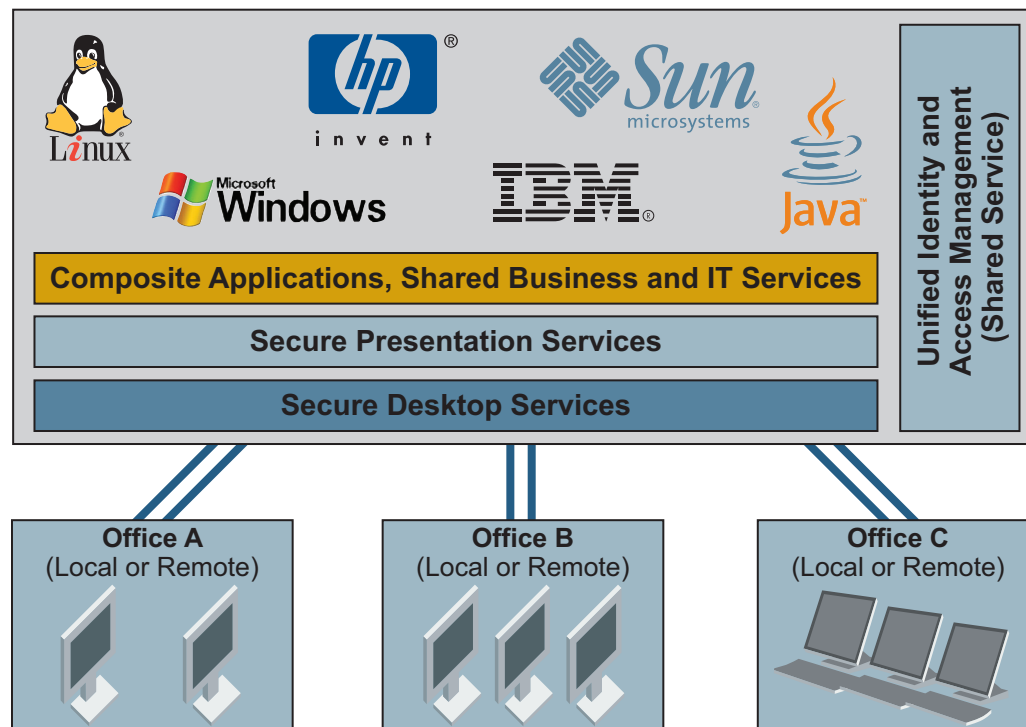 Linux
®
hp
®
invent
Sun
®
microsystems
Microsoft
Windows
IBM
®
Java™
Composite Applications, Shared Business and IT Services
Secure Presentation Services
Secure Desktop Services
Unified Identity and
Access Management
(Shared Service)
Office A
(Local or Remote)
Office B
(Local or Remote)
Office C
(Local or Remote)